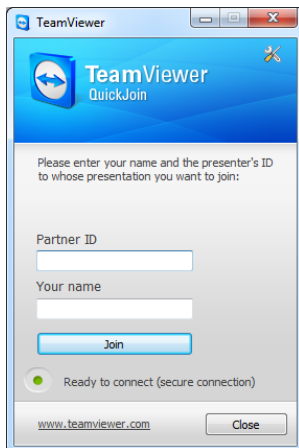 TeamViewer
TeamViewer
QuickJoin
Please enter your name and the presenter's ID
to whose presentation you want to join:
Partner ID
Your name
Join
Ready to connect (secure connection)
www.teamviewer.com
Close